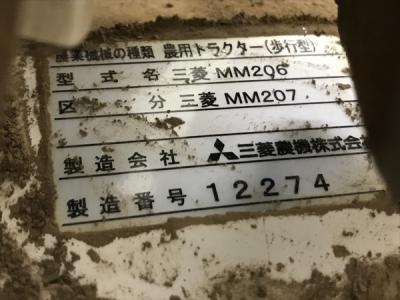 農業機械の種類 農用トラクター(歩行型)
型式名 三菱 MM206
区分 三菱 MM207
製造会社 三菱農機株式会
製造番号 12274